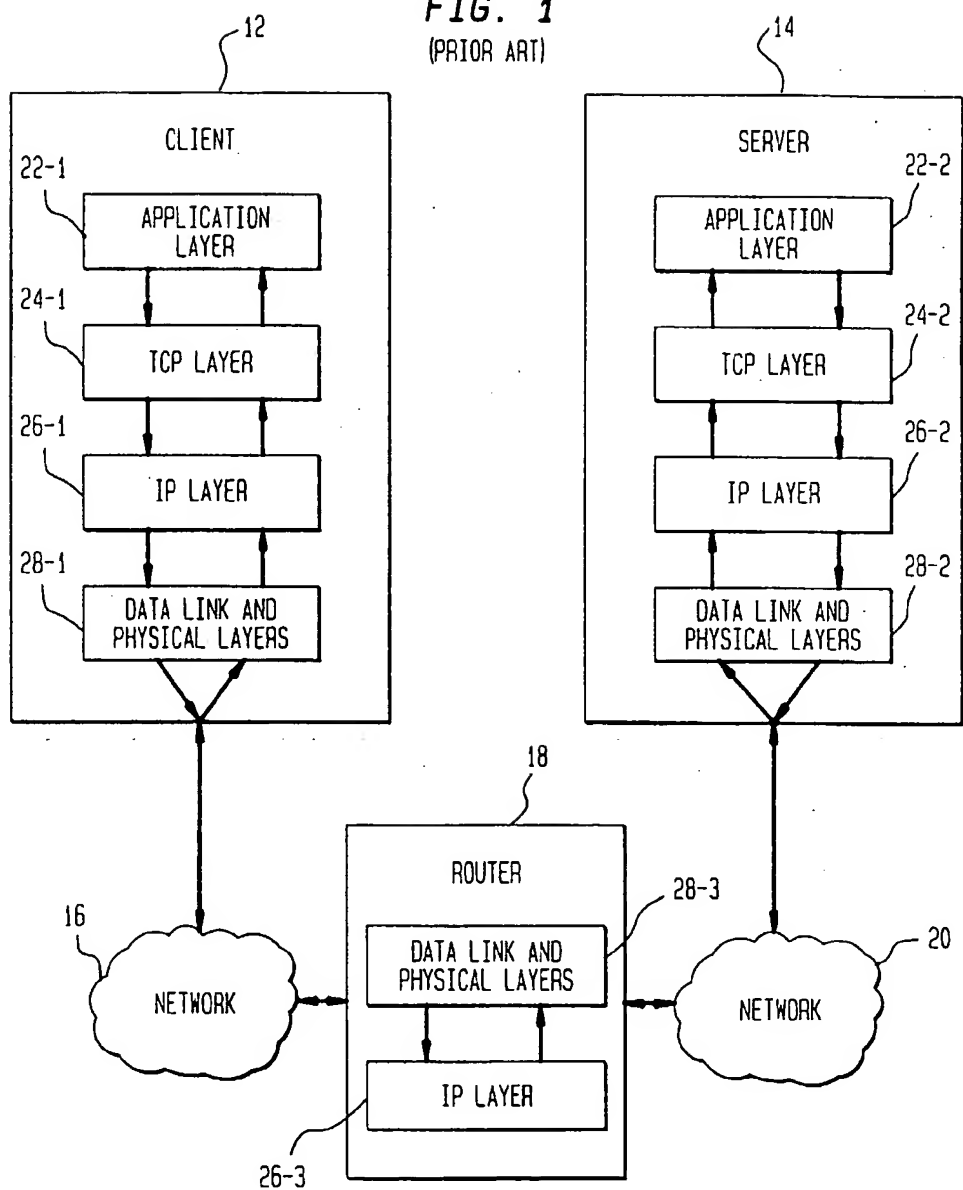 FIG. 1
(PRIOR ART)
12
14
CLIENT
SERVER
22-1
22-2
APPLICATION
LAYER
APPLICATION
LAYER
24-1
24-2
TCP LAYER
TCP LAYER
26-1
26-2
IP LAYER
IP LAYER
28-1
28-2
DATA LINK AND
PHYSICAL LAYERS
DATA LINK AND
PHYSICAL LAYERS
18
ROUTER
16
28-3
20
NETWORK
DATA LINK AND
PHYSICAL LAYERS
NETWORK
IP LAYER
26-3